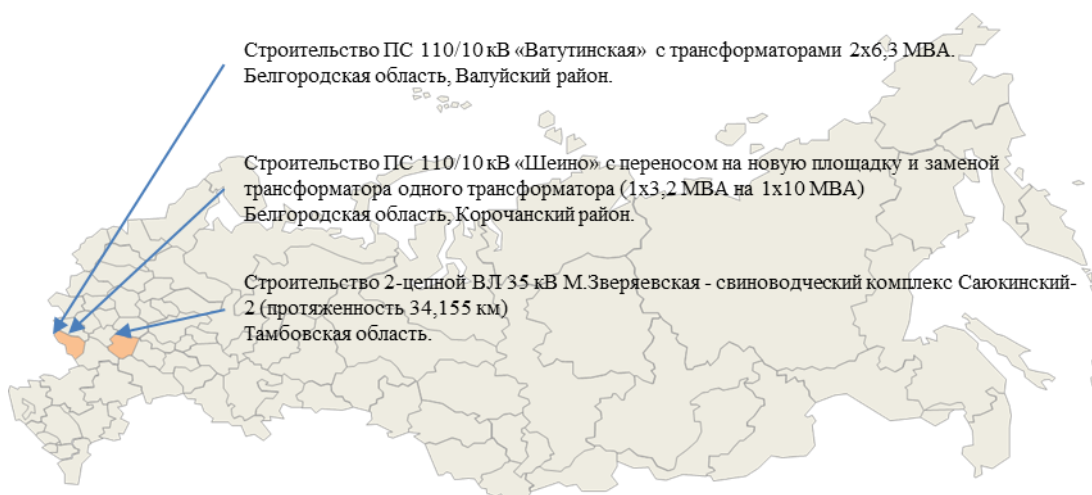 Строительство ПС 110/10 кВ «Ватутинская» с трансформаторами 2х6,3 МВА.
Белгородская область, Валуйский район.
Строительство ПС 110/10 кВ «Шеино» с переносом на новую площадку и заменой
трансформатора одного трансформатора (1х3,2 МВА на 1х10 МВА)
Белгородская область, Корочанский район.
Строительство 2-цепной ВЛ 35 кВ М.Зверяевская - свиноводческий комплекс Саюкинский-
2 (протяженность 34,155 км)
Тамбовская область.